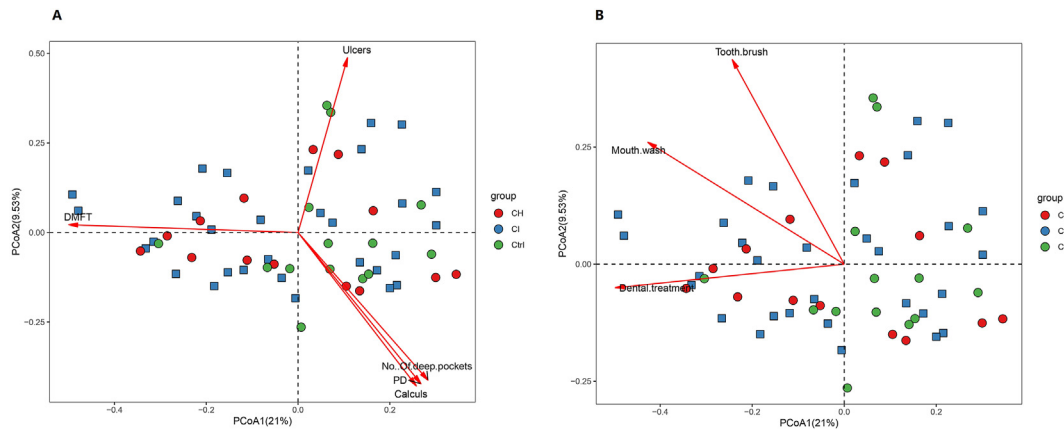 A
B
Ulcers
DMFT
No..Of.deep.pockets
PD
Calculs
0.50
0.25
0.00
−0.25
−0.4
−0.2
0.0
0.2
PCoA1(21%)
PCoA2(9.53%)
group
CH
CI
Ctrl
Tooth.brush
Mouth.wash
Dental.treatment
0.25
0.00
−0.25
−0.4
−0.2
0.0
0.2
PCoA1(21%)
PCoA2(9.53%)
group
C
C
C